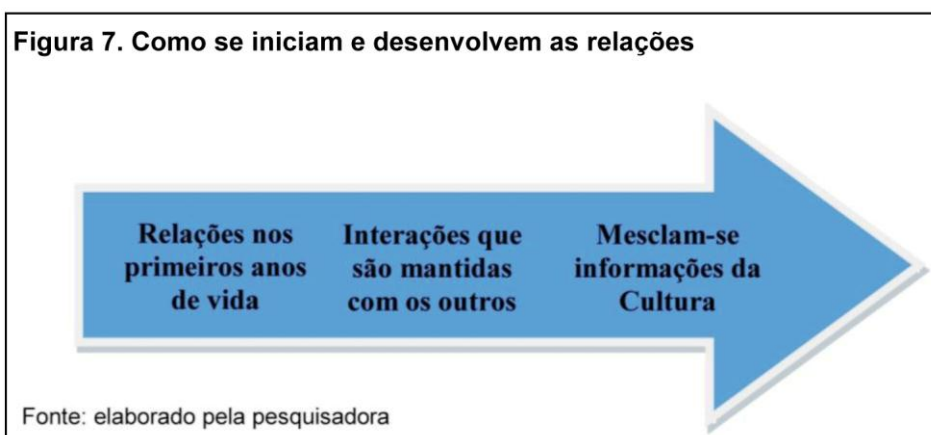 Figura 7. Como se iniciam e desenvolvem as relações
Relações nos
primeiros anos
de vida
Interações que
são mantidas
com os outros
Mesclam-se
informações da
Cultura
Fonte: elaborado pela pesquisadora